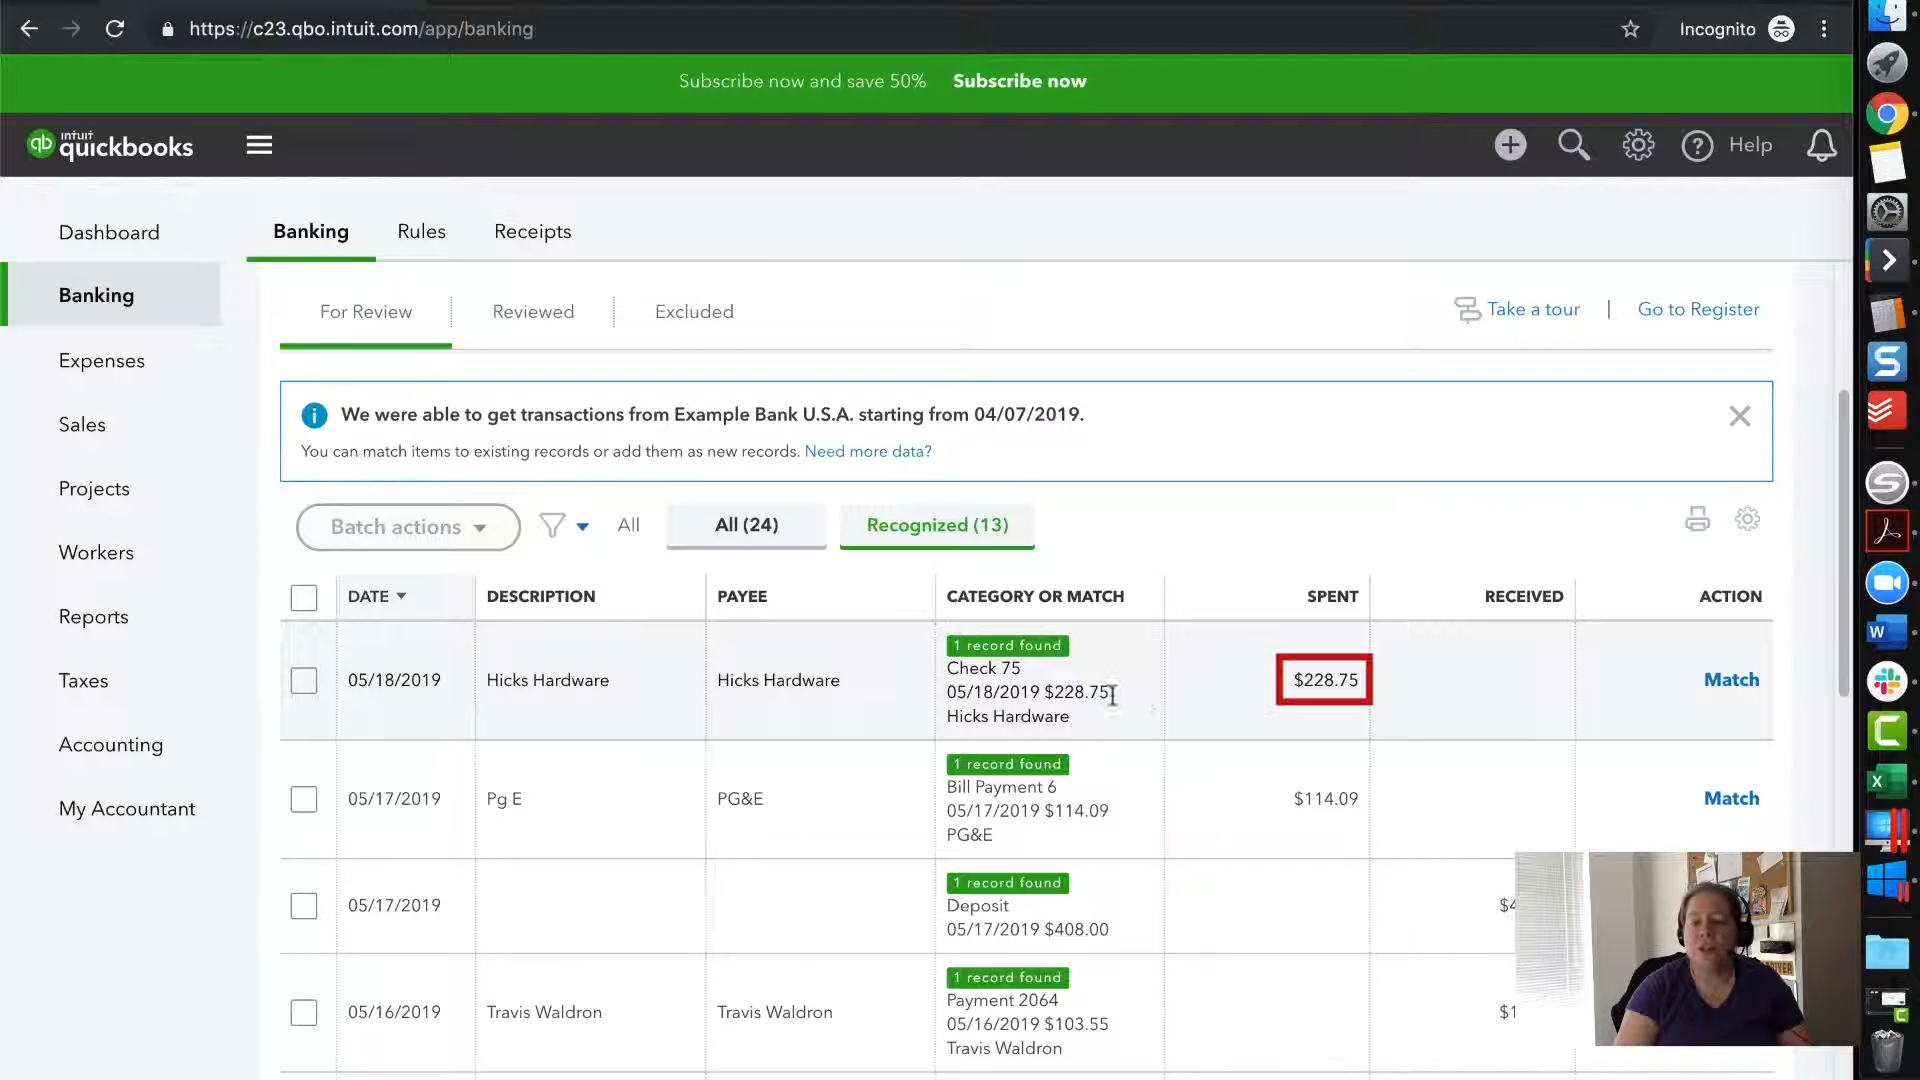 https://c23.qbo.intuit.com/app/banking
Incognito
Subscribe now and save 50% Subscribe now
qb intuit quickbooks
Help
Dashboard
Banking
Expenses
Sales
Projects
Workers
Reports
Taxes
Accounting
My Accountant
Banking Rules Receipts
For Review Reviewed Excluded
Take a tour | Go to Register
We were able to get transactions from Example Bank U.S.A. starting from 04/07/2019.
You can match items to existing records or add them as new records. Need more data?
Batch actions All All (24) Recognized (13)
DATE DESCRIPTION PAYEE CATEGORY OR MATCH SPENT RECEIVED ACTION
1 record found
Check 75
05/18/2019 Hicks Hardware Hicks Hardware 05/18/2019 $228.75 $228.75 Match
Hicks Hardware
1 record found
Bill Payment 6
05/17/2019 Pg E PG&E 05/17/2019 $114.09 $114.09 Match
PG&E
1 record found
05/17/2019 Deposit $4
05/17/2019 $408.00
1 record found
Payment 2064
05/16/2019 Travis Waldron Travis Waldron 05/16/2019 $103.55 $1
Travis Waldron